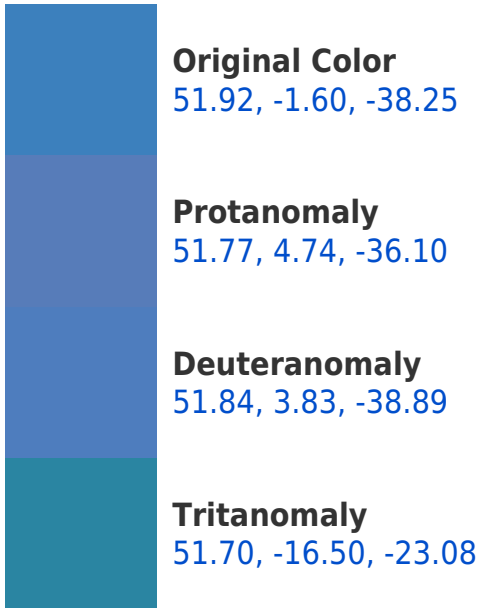 Original Color
51.92, -1.60, -38.25
Protanomaly
51.77, 4.74, -36.10
Deuteranomaly
51.84, 3.83, -38.89
Tritanomaly
51.70, -16.50, -23.08